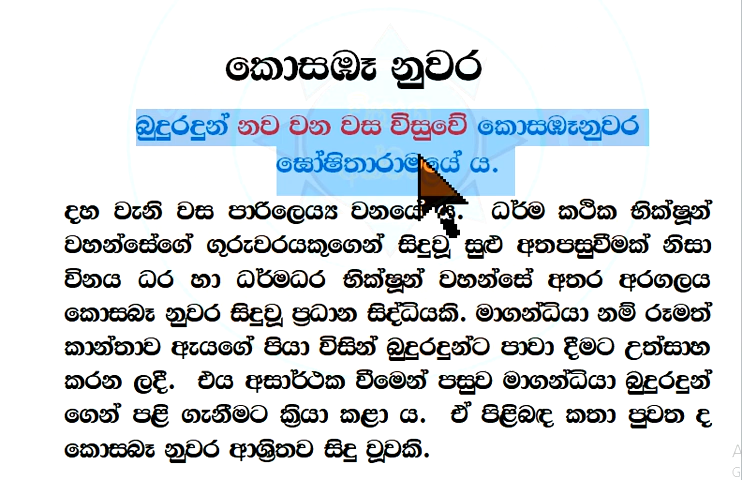 කොසඹෑ නුවර
බුදුරදුන් නව වන වස විසුවේ කොසඹෑනුවර
ඝෝෂිතාරාමයේ ය.
දහ වැනි වස පාරිලෙය්‍ය වනයේ ය. ධර්ම කථික භික්ෂූන්
වහන්සේගේ ගුරුවරයකුගෙන් සිදුවූ සුළු අතපසුවීමක් නිසා
විනය ධර හා ධර්මධර භික්ෂූන් වහන්සේ අතර අරගලය
කොසබෑ නුවර සිදුවූ ප්‍රධාන සිද්ධියකි. මාගන්ධියා නම් රූමත්
කාන්තාව ඇයගේ පියා විසින් බුදුරදුන්ට පාවා දීමට උත්සාහ
කරන ලදී. එය අසාර්ථක වීමෙන් පසුව මාගන්ධියා බුදුරදුන්
ගෙන් පළි ගැනීමට ක්‍රියා කළා ය. ඒ පිළිබඳ කතා පුවත ද
කොසබෑ නුවර ආශ්‍රිතව සිදු වූවකි.